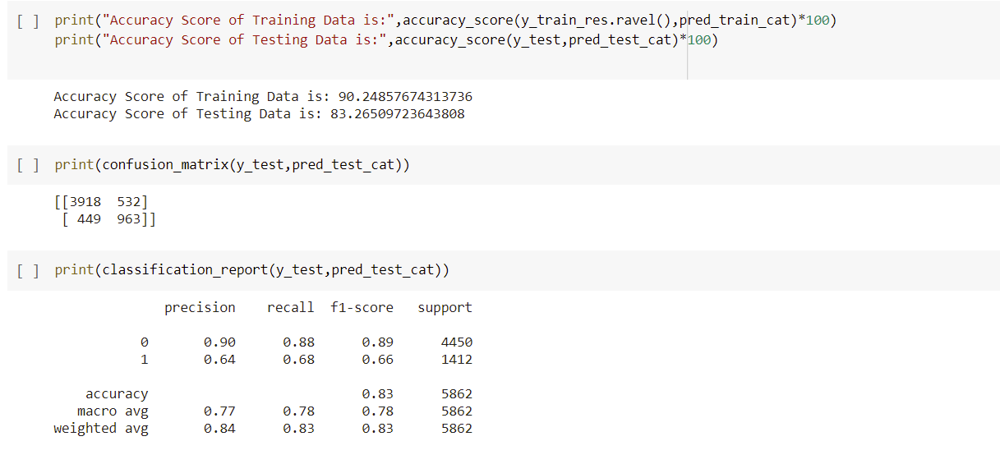 [ ] print("Accuracy Score of Training Data is:",accuracy_score(y_train_res.ravel(),pred_train_cat)*100)
print("Accuracy Score of Testing Data is:",accuracy_score(y_test,pred_test_cat)*100)
Accuracy Score of Training Data is: 90.24857674313736
Accuracy Score of Testing Data is: 83.26509723643808
[ ] print(confusion_matrix(y_test,pred_test_cat))
[[3918  532]
 [ 449  963]]
[ ] print(classification_report(y_test,pred_test_cat))
              precision    recall  f1-score   support
           0       0.90      0.88      0.89      4450
           1       0.64      0.68      0.66      1412
    accuracy                           0.83      5862
   macro avg       0.77      0.78      0.78      5862
weighted avg       0.84      0.83      0.83      5862